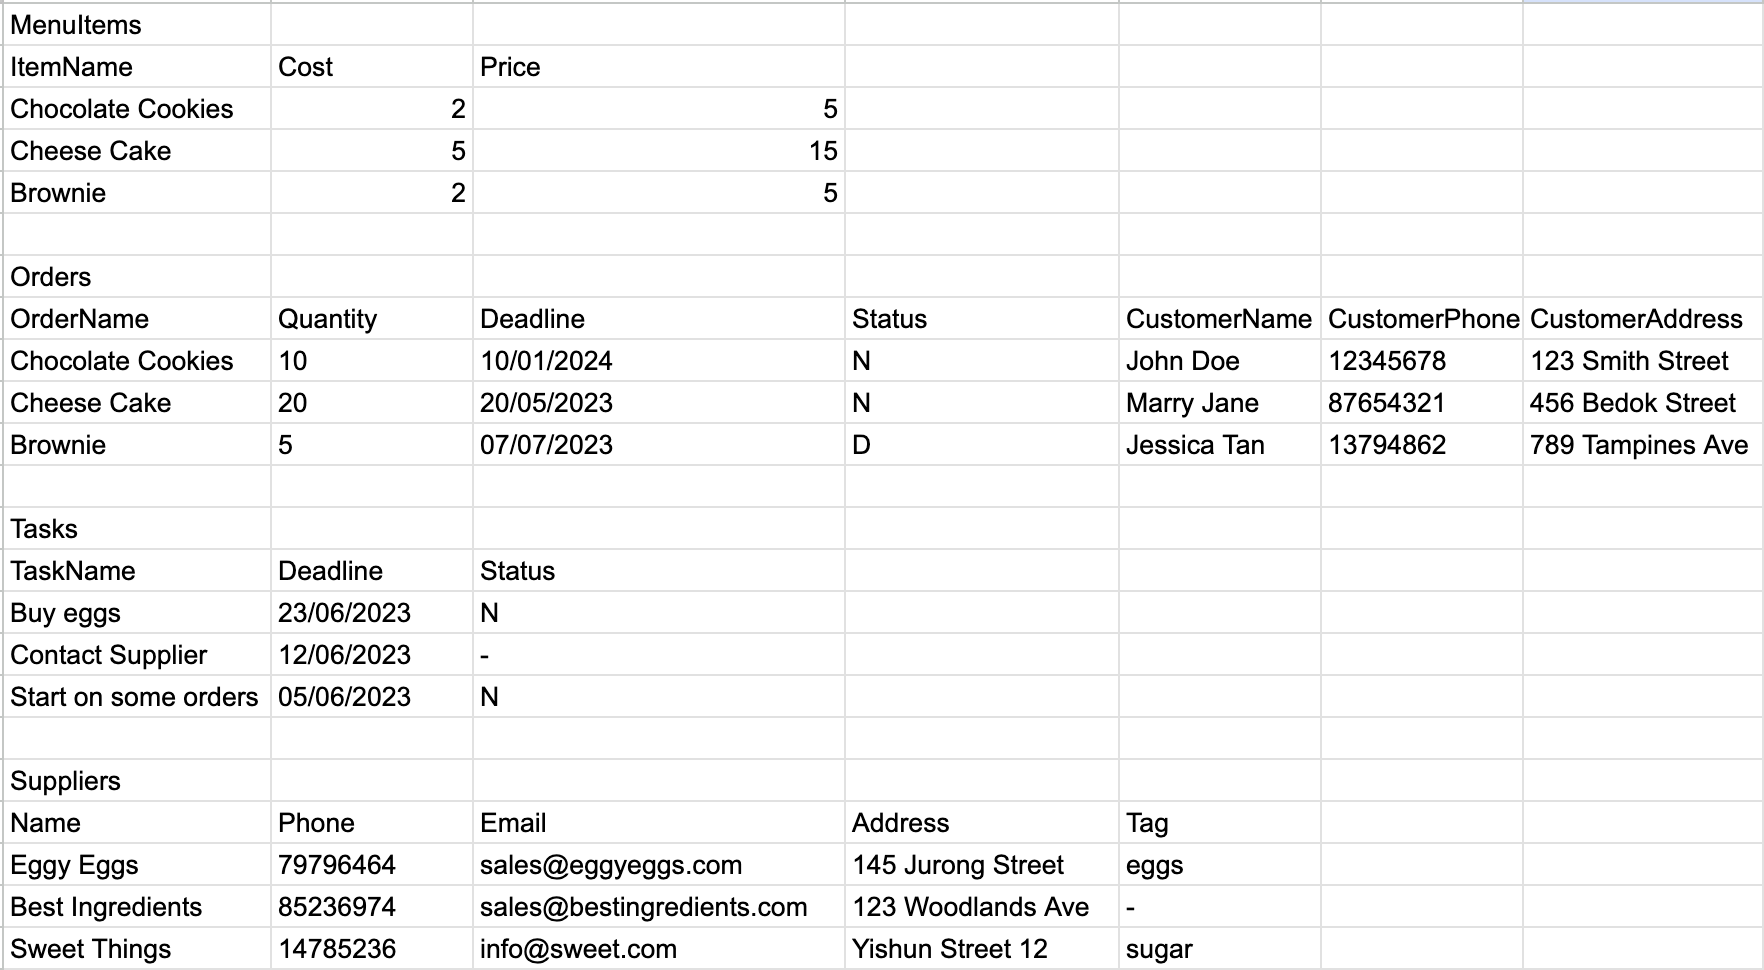 MenuItems
ItemName Cost Price
Chocolate Cookies 2 5
Cheese Cake 5 15
Brownie 2 5
Orders
OrderName Quantity Deadline Status CustomerName CustomerPhone CustomerAddress
Chocolate Cookies 10 10/01/2024 N John Doe 12345678 123 Smith Street
Cheese Cake 20 20/05/2023 N Marry Jane 87654321 456 Bedok Street
Brownie 5 07/07/2023 D Jessica Tan 13794862 789 Tampines Ave
Tasks
TaskName Deadline Status
Buy eggs 23/06/2023 N
Contact Supplier 12/06/2023 -
Start on some orders 05/06/2023 N
Suppliers
Name Phone Email Address Tag
Eggy Eggs 79796464 sales@eggyeggs.com 145 Jurong Street eggs
Best Ingredients 85236974 sales@bestingredients.com 123 Woodlands Ave -
Sweet Things 14785236 info@sweet.com Yishun Street 12 sugar